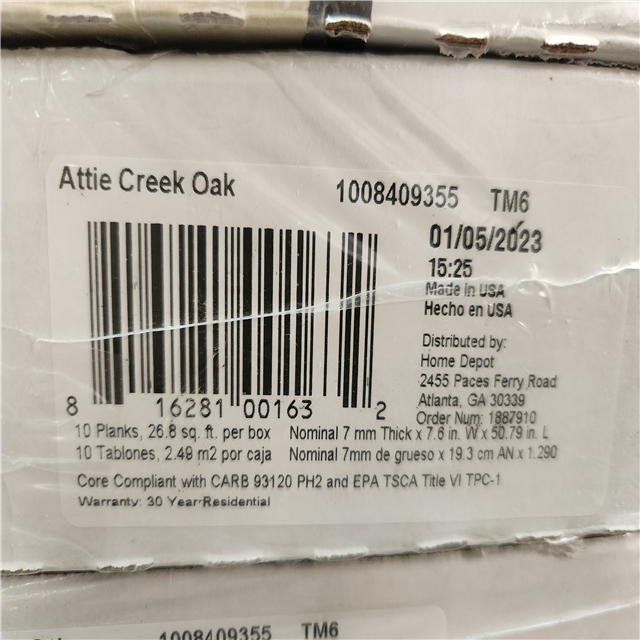 Attie Creek Oak 1008409355 TM6
01/05/2023
15:25
Made in USA
Hecho en USA
Distributed by:
Home Depot
2455 Paces Ferry Road
Atlanta, GA 30339
Order Num: 1887910
8 16281 00163 2
10 Planks, 26.8 sq. ft. per box Nominal 7 mm Thick x 7.6 in. W x 50.79 in. L
10 Tablones, 2.49 m2 por caja Nominal 7mm de grueso x 19.3 cm AN x 1.290
Core Compliant with CARB 93120 PH2 and EPA TSCA Title VI TPC-1
Warranty: 30 Year Residential
1008409355 TM6